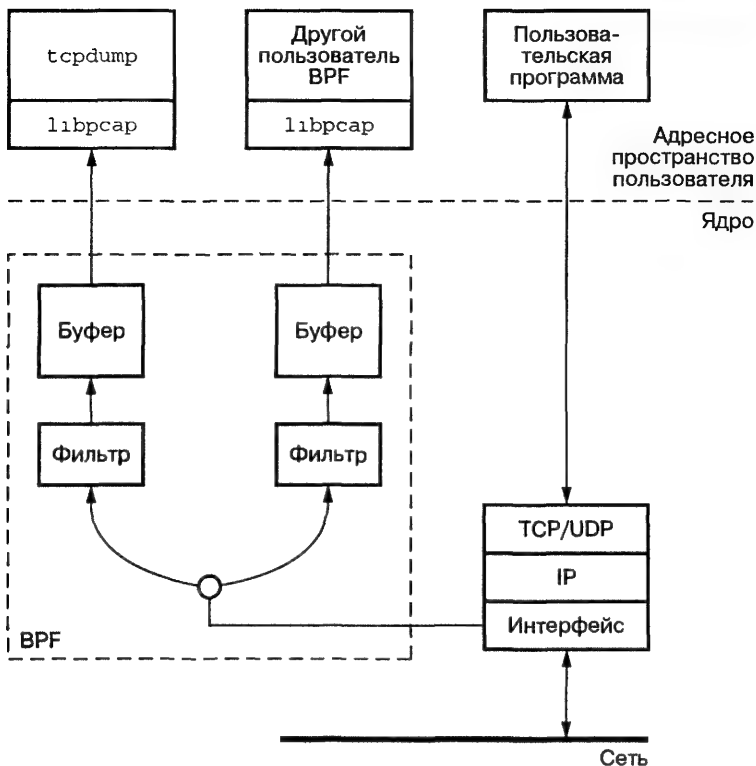 tcpdump
libpcap
Другой
пользователь
BPF
libpcap
Пользова-
тельская
программа
Адресное
пространство
пользователя
Ядро
Буфер
Буфер
Фильтр
Фильтр
BPF
TCP/UDP
IP
Интерфейс
Сеть